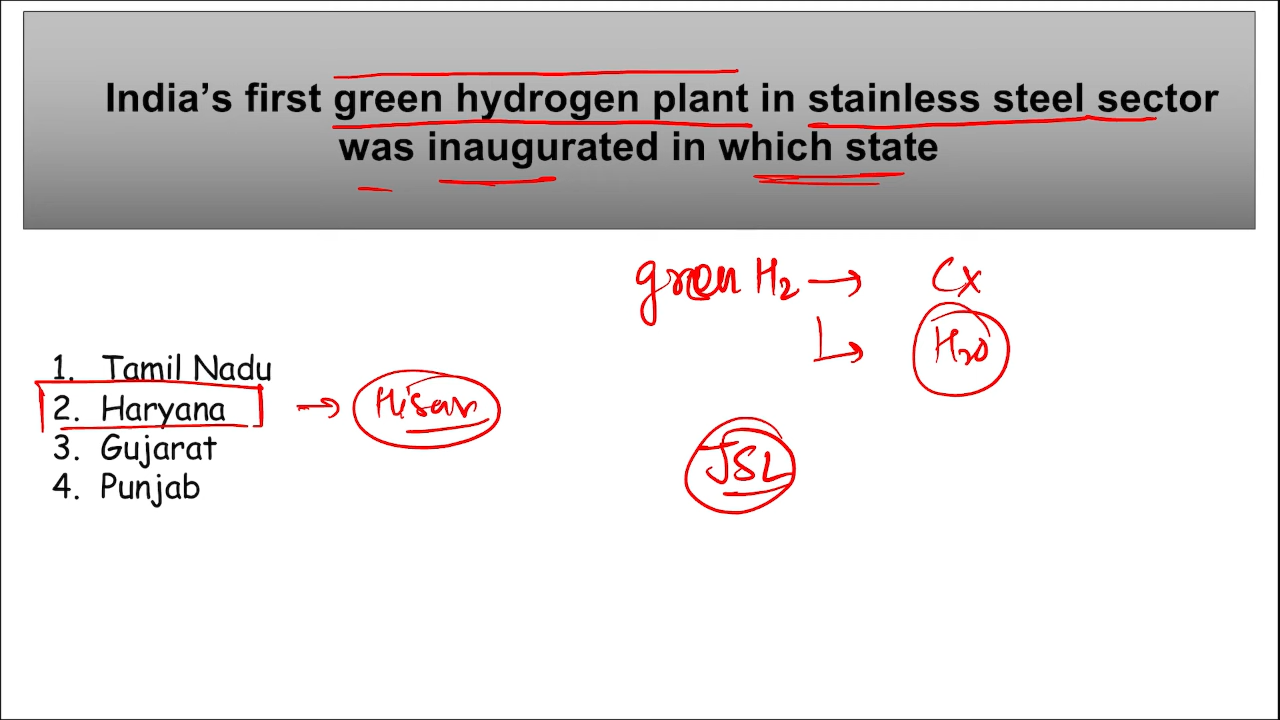 India’s first green hydrogen plant in stainless steel sector
was inaugurated in which state
green H2 → Cx
↳ H2O
1. Tamil Nadu
2. Haryana → Hisar
3. Gujarat
4. Punjab
JSL